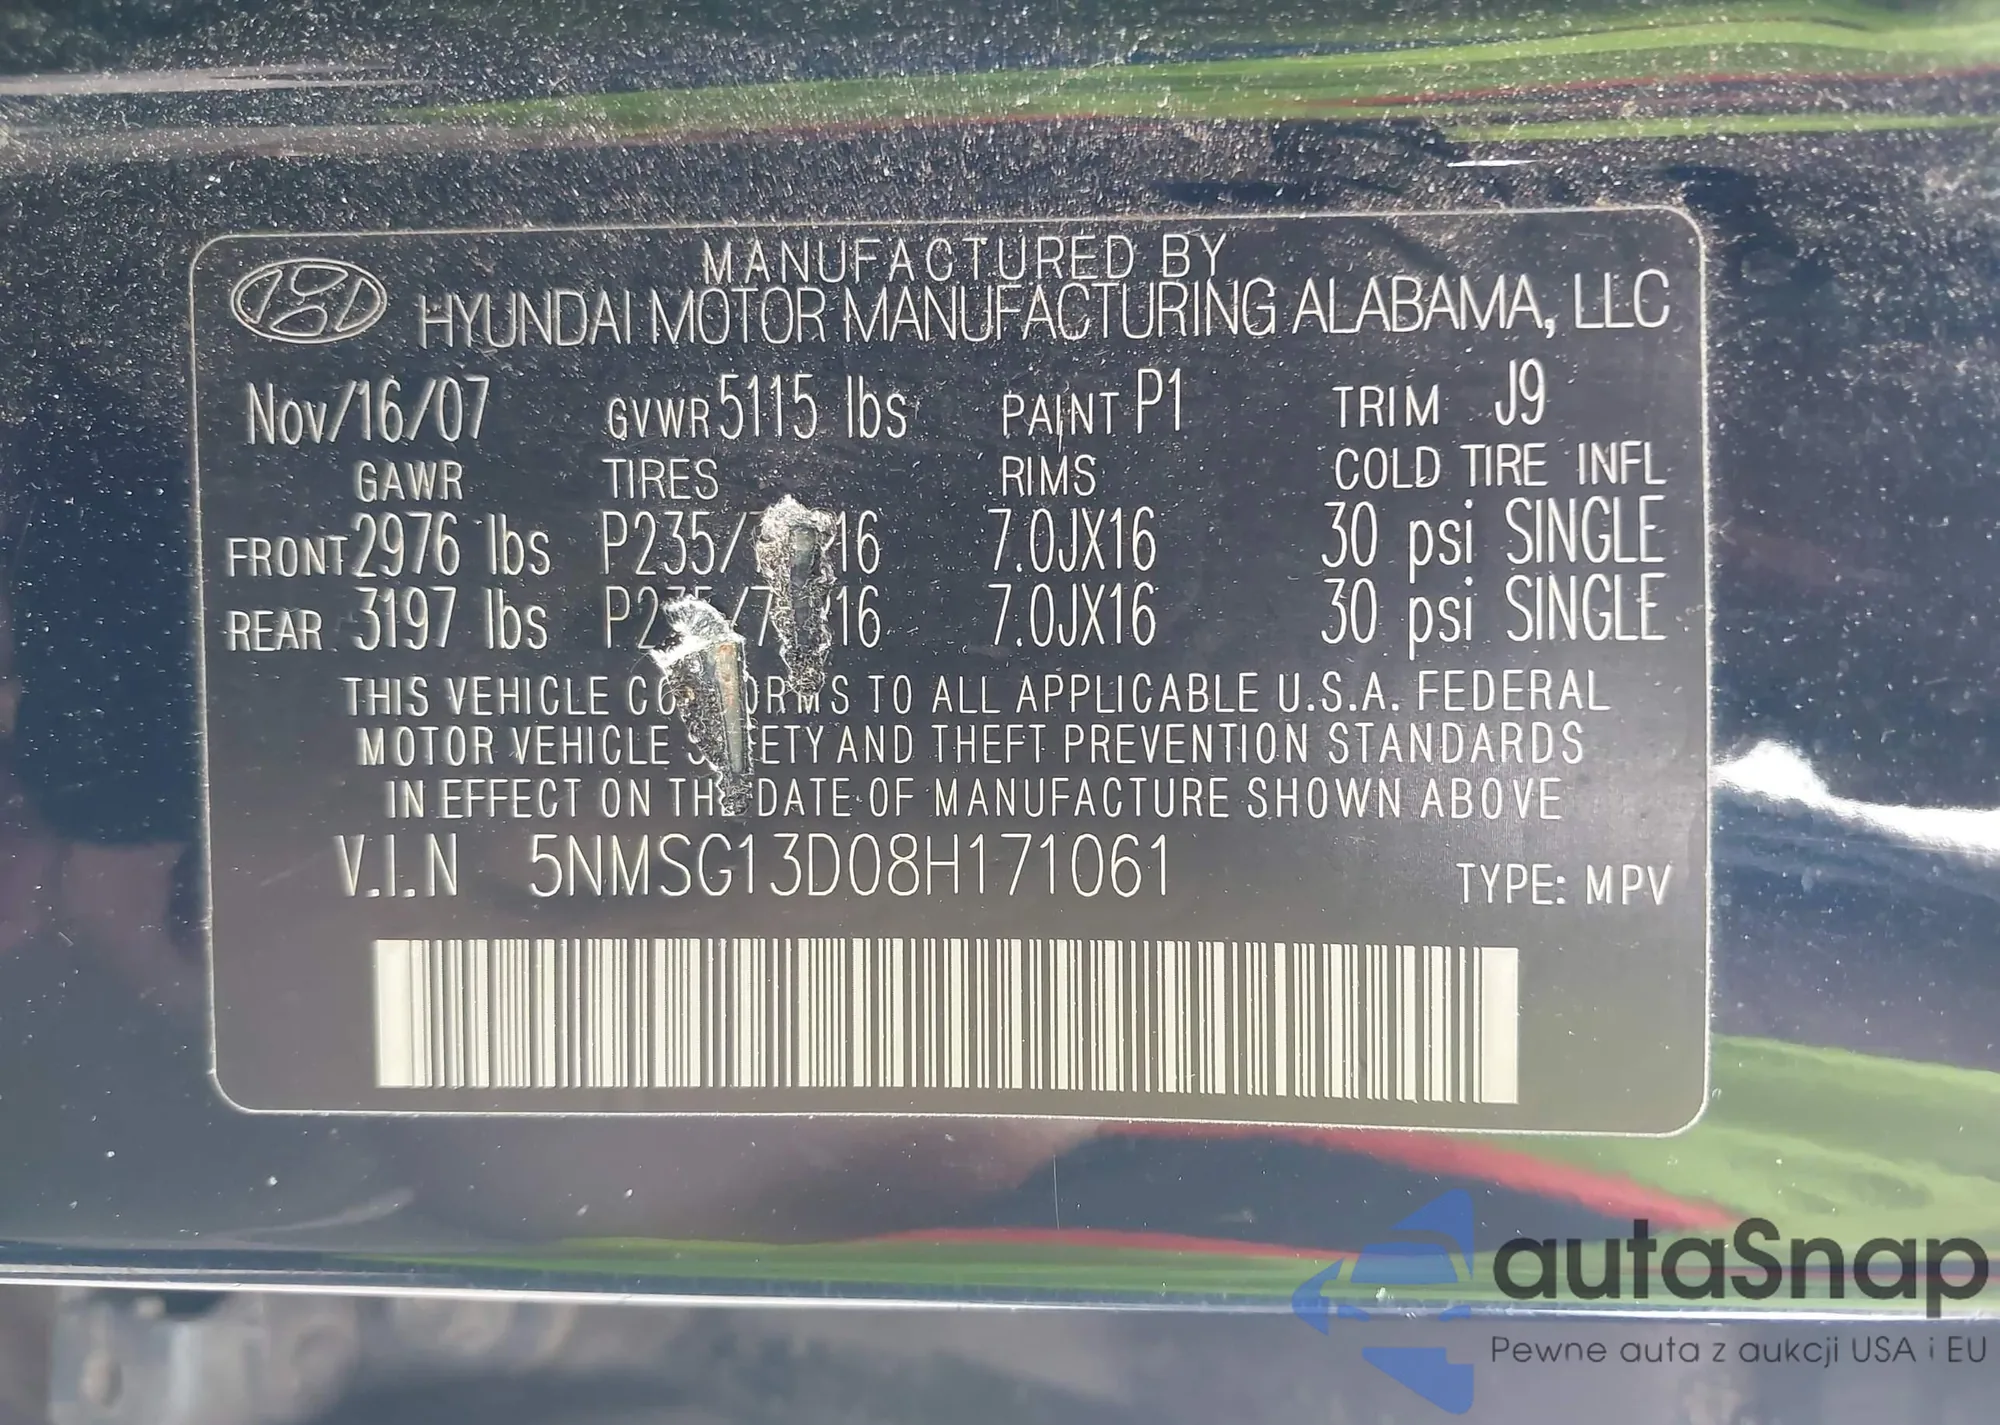 MANUFACTURED BY
HYUNDAI MOTOR MANUFACTURING ALABAMA, LLC
Nov/16/07 GVWR 5115 lbs PAINT P1 TRIM J9
GAWR TIRES RIMS COLD TIRE INFL
FRONT 2976 lbs 7.0JX16 30 psi SINGLE
REAR 3197 lbs 7.0JX16 30 psi SINGLE
THIS VEHICLE TO ALL APPLICABLE U.S.A. FEDERAL
MOTOR VEHICLE AND THEFT PREVENTION STANDARDS
IN EFFECT ON DATE OF MANUFACTURE SHOWN ABOVE
V.I.N 5NMSG13D08H171061 TYPE: MPV
autaSnap
Pewne auta z aukcji USA i EU